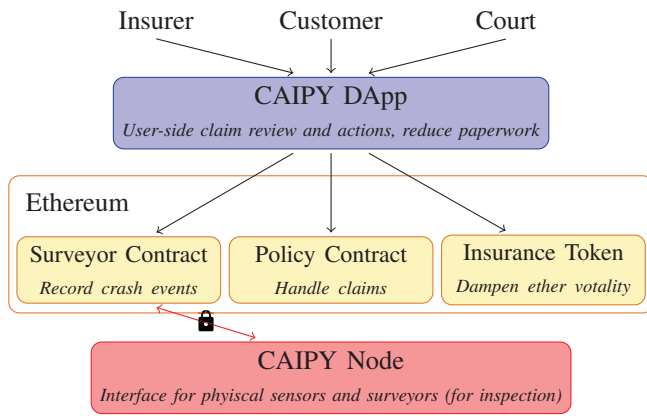 Insurer Customer Court
CAIPY DApp
User-side claim review and actions, reduce paperwork
Ethereum
Surveyor Contract Policy Contract Insurance Token
Record crash events Handle claims Dampen ether votality
CAIPY Node
Interface for phyiscal sensors and surveyors (for inspection)